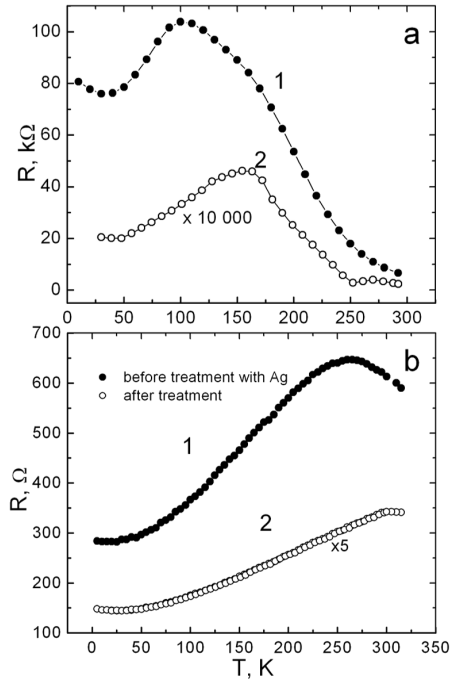 a
100
80
60
40
20
0
R, kΩ
1
2
x 10 000
0 50 100 150 200 250 300
b
700
600
500
400
300
200
100
R, Ω
before treatment with Ag
after treatment
1
2
x5
0 50 100 150 200 250 300 350
T, K